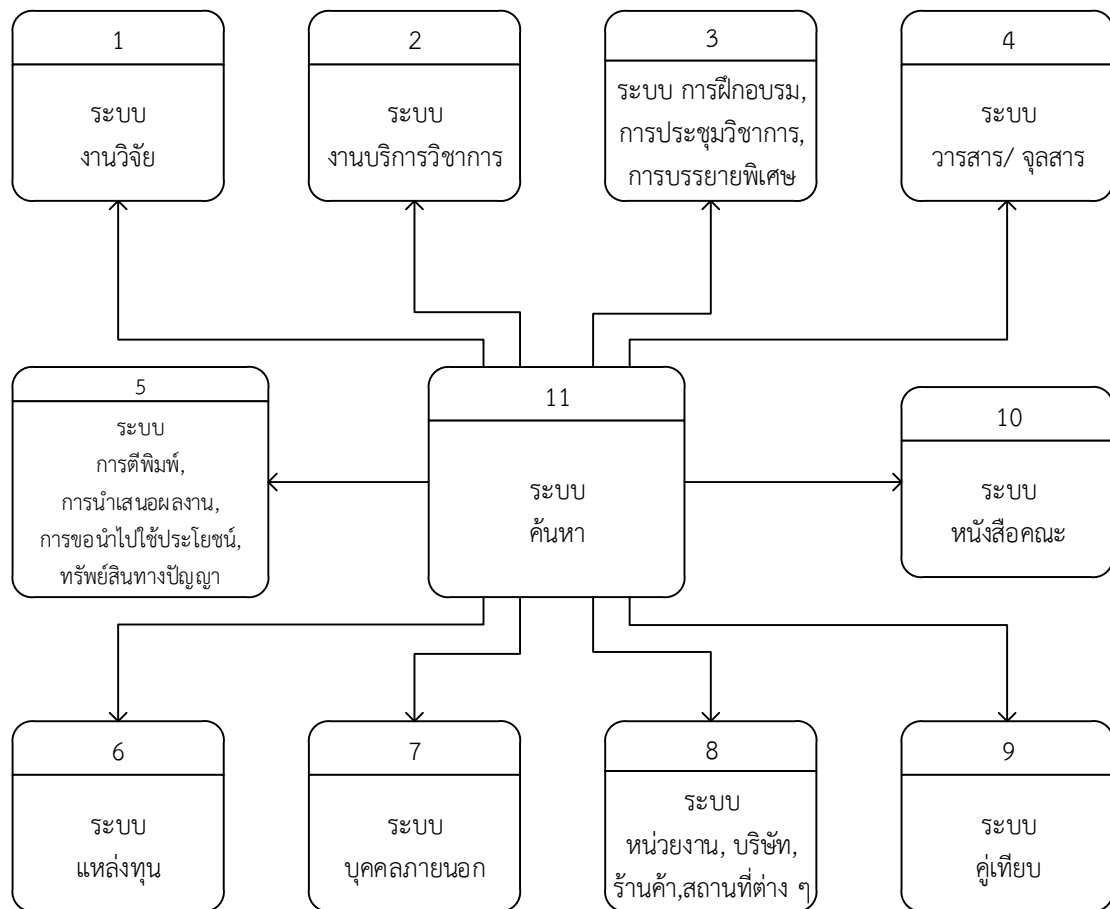 1
ระบบ
งานวิจัย
2
ระบบ
งานบริการวิชาการ
3
ระบบ การฝึกอบรม,
การประชุมวิชาการ,
การบรรยายพิเศษ
4
ระบบ
วารสาร/ จุลสาร
5
ระบบ
การตีพิมพ์,
การนำเสนอผลงาน,
การขอนำไปใช้ประโยชน์,
ทรัพย์สินทางปัญญา
11
ระบบ
ค้นหา
10
ระบบ
หนังสือคณะ
6
ระบบ
แหล่งทุน
7
ระบบ
บุคคลภายนอก
8
ระบบ
หน่วยงาน, บริษัท,
ร้านค้า,สถานที่ต่าง ๆ
9
ระบบ
คู่เทียบ